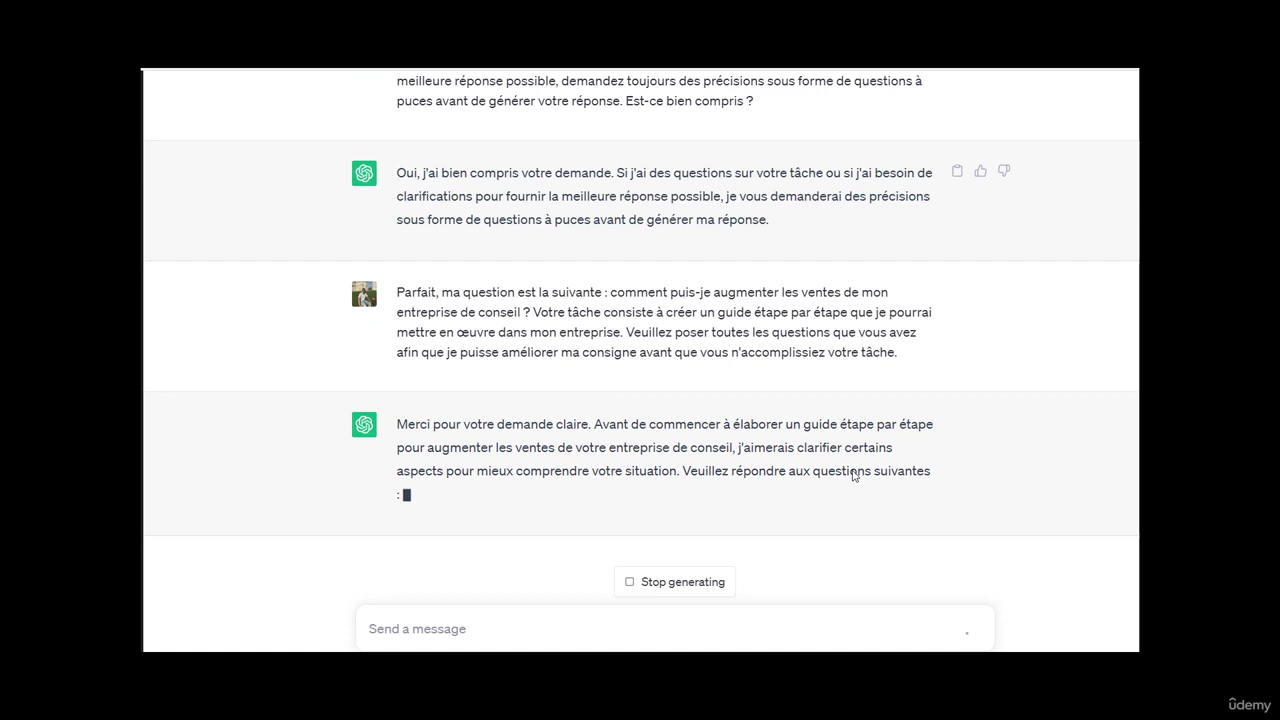 meilleure réponse possible, demandez toujours des précisions sous forme de questions à
puces avant de générer votre réponse. Est-ce bien compris ?
Oui, j'ai bien compris votre demande. Si j'ai des questions sur votre tâche ou si j'ai besoin de
clarifications pour fournir la meilleure réponse possible, je vous demanderai des précisions
sous forme de questions à puces avant de générer ma réponse.
Parfait, ma question est la suivante : comment puis-je augmenter les ventes de mon
entreprise de conseil ? Votre tâche consiste à créer un guide étape par étape que je pourrai
mettre en œuvre dans mon entreprise. Veuillez poser toutes les questions que vous avez
afin que je puisse améliorer ma consigne avant que vous n'accomplissiez votre tâche.
Merci pour votre demande claire. Avant de commencer à élaborer un guide étape par étape
pour augmenter les ventes de votre entreprise de conseil, j'aimerais clarifier certains
aspects pour mieux comprendre votre situation. Veuillez répondre aux questions suivantes
:
Stop generating
Send a message
ûdemy